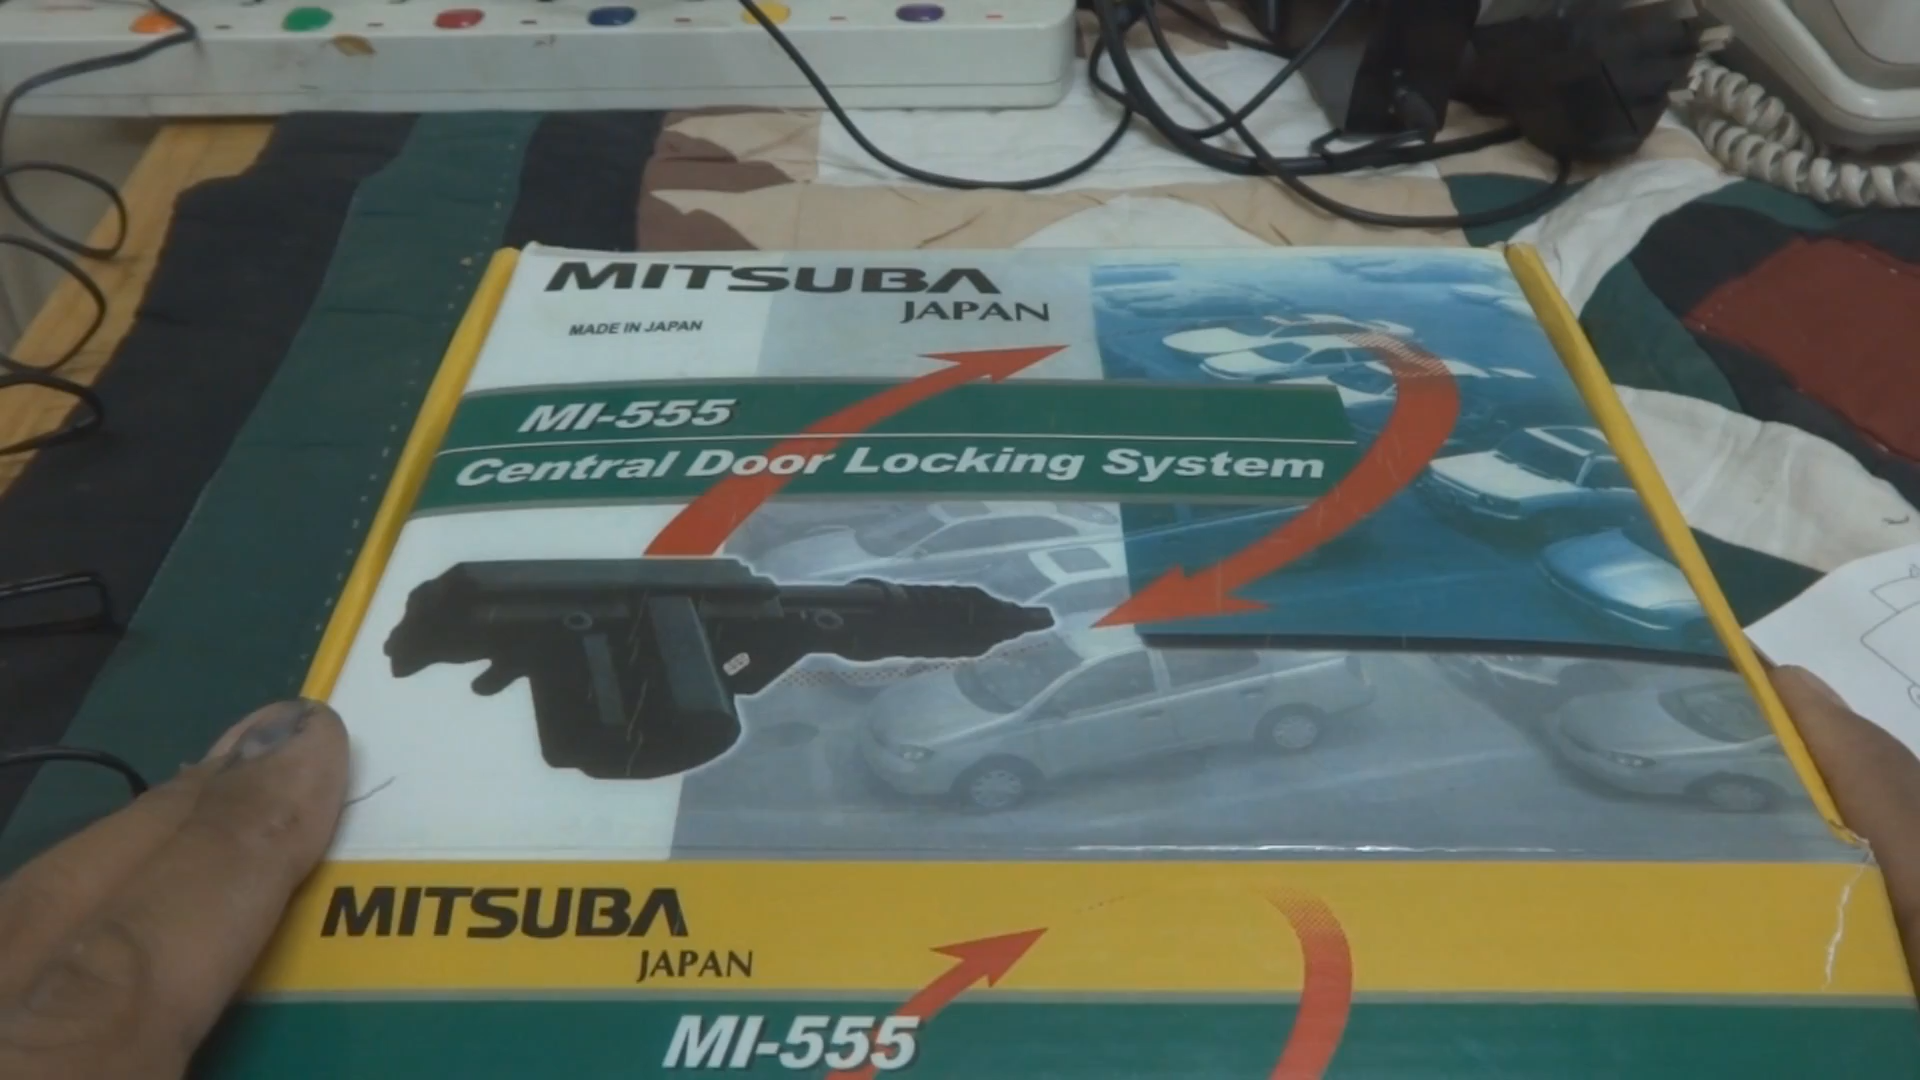 MITSUBA
JAPAN
MADE IN JAPAN
MI-555
Central Door Locking System
MITSUBA
JAPAN
MI-555